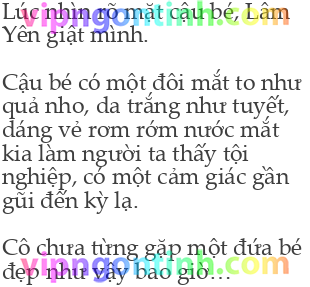 Lúc nhìn rõ mặt cậu bé, Lâm
vipngontinh.com
Yên giật mình.
Cậu bé có một đôi mắt to như
quả nho, da trắng như tuyết,
dáng vẻ rơm rớm nước mắt
kia làm người ta thấy tội
nghiệp, có một cảm giác gần
gũi đến kỳ lạ.
Cô chưa từng gặp một đứa bé
vipngontinh.com
đẹp như vậy bao giờ…